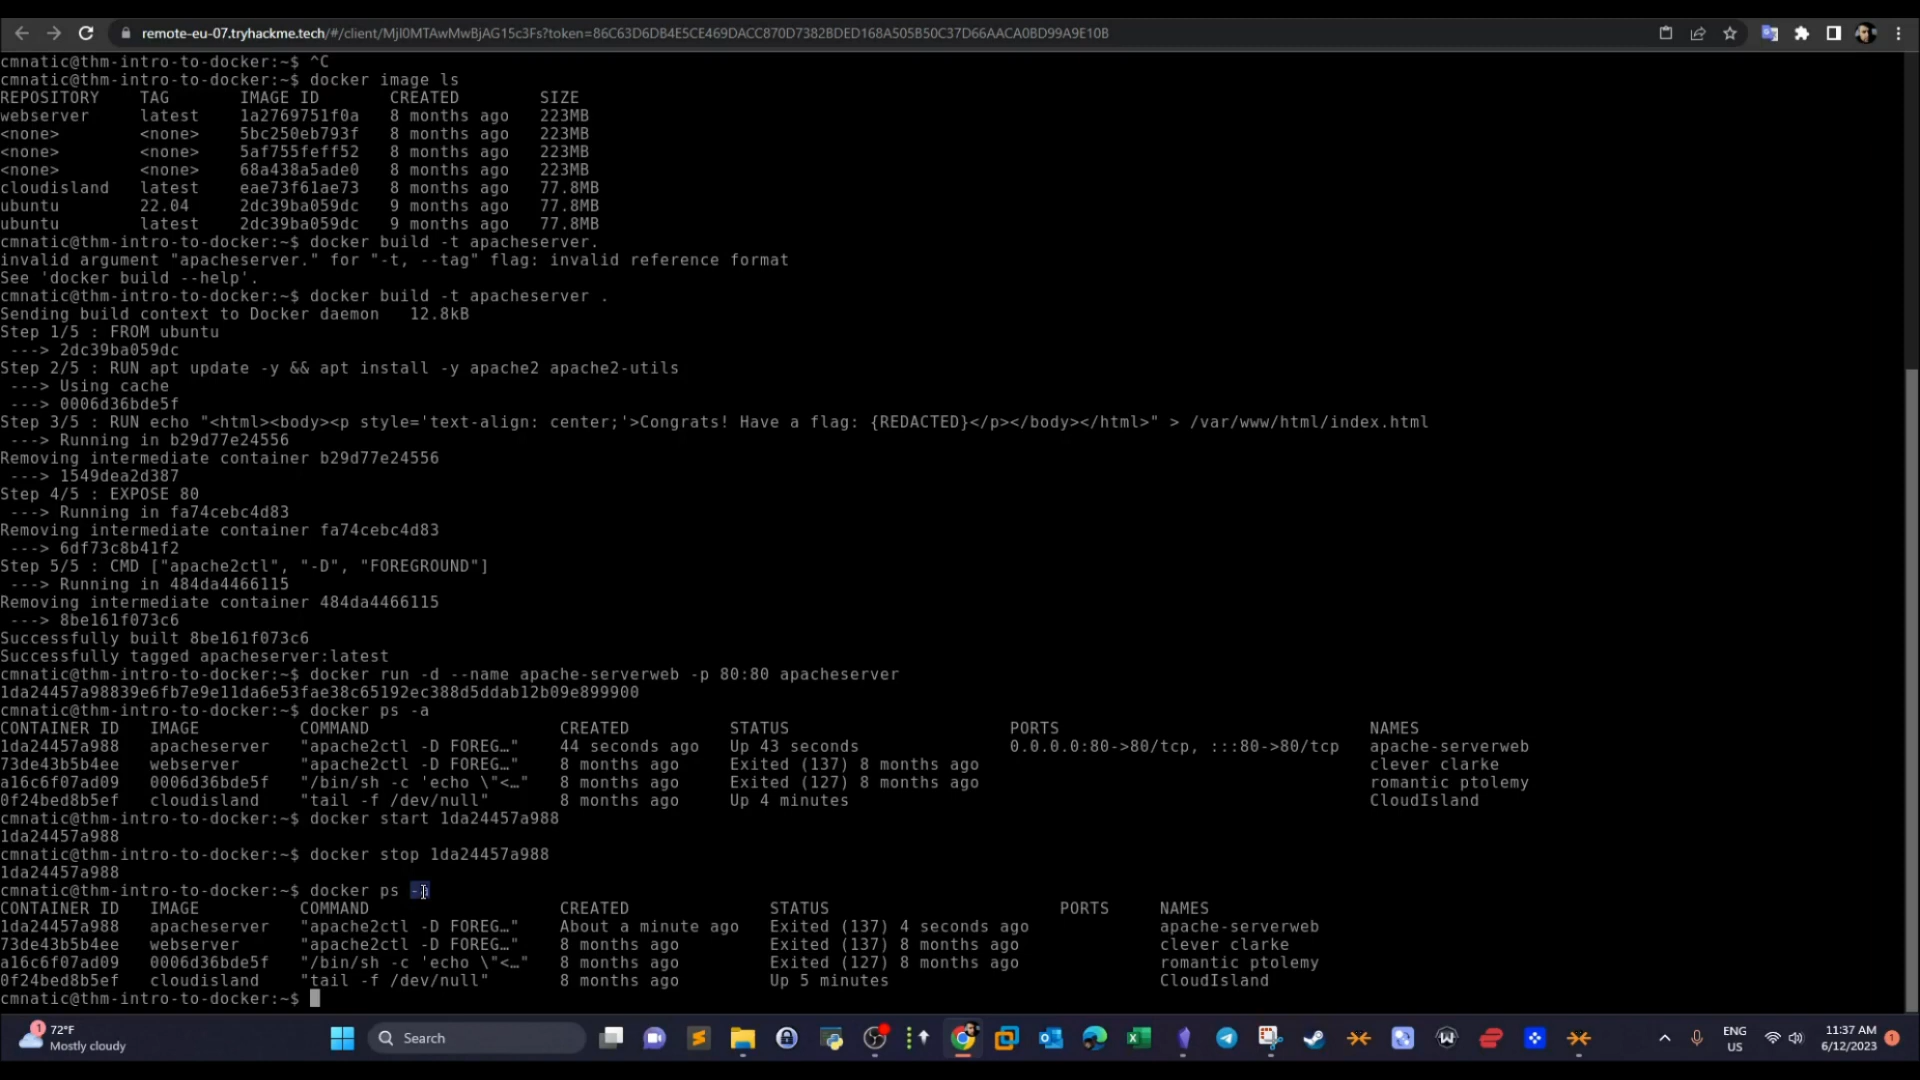 remote-eu-07.tryhackme.tech/#/client/MjI0MTAwMwBjAG15c3Fs?token=86C63D6DB4E5CE469DACC870D7382BDED168A505B50C37D66AACA0BD99A9E10B
cmnatic@thm-intro-to-docker:~$ ^C
cmnatic@thm-intro-to-docker:~$ docker image ls
REPOSITORY TAG IMAGE ID CREATED SIZE
webserver latest 1a2769751f0a 8 months ago 223MB
<none> <none> 5bc250eb793f 8 months ago 223MB
<none> <none> 5af755feff52 8 months ago 223MB
<none> <none> 68a438a5ade0 8 months ago 223MB
cloudisland latest eae73f61ae73 8 months ago 77.8MB
ubuntu 22.04 2dc39ba059dc 9 months ago 77.8MB
ubuntu latest 2dc39ba059dc 9 months ago 77.8MB
cmnatic@thm-intro-to-docker:~$ docker build -t apacheserver.
invalid argument "apacheserver." for "-t, --tag" flag: invalid reference format
See 'docker build --help'.
cmnatic@thm-intro-to-docker:~$ docker build -t apacheserver .
Sending build context to Docker daemon 12.8kB
Step 1/5 : FROM ubuntu
---> 2dc39ba059dc
Step 2/5 : RUN apt update -y && apt install -y apache2 apache2-utils
---> Using cache
---> 0006d36bde5f
Step 3/5 : RUN echo "<html><body><p style='text-align: center;'>Congrats! Have a flag: {REDACTED}</p></body></html>" > /var/www/html/index.html
---> Running in b29d77e24556
Removing intermediate container b29d77e24556
---> 1549dea2d387
Step 4/5 : EXPOSE 80
---> Running in fa74cebc4d83
Removing intermediate container fa74cebc4d83
---> 6df73c8b41f2
Step 5/5 : CMD ["apache2ctl", "-D", "FOREGROUND"]
---> Running in 484da4466115
Removing intermediate container 484da4466115
---> 8be161f073c6
Successfully built 8be161f073c6
Successfully tagged apacheserver:latest
cmnatic@thm-intro-to-docker:~$ docker run -d --name apache-serverweb -p 80:80 apacheserver
1da24457a98839e6fb7e9e11da6e53fae38c65192ec388d5ddab12b09e899900
cmnatic@thm-intro-to-docker:~$ docker ps -a
CONTAINER ID IMAGE COMMAND CREATED STATUS PORTS NAMES
1da24457a988 apacheserver "apache2ctl -D FOREG…" 44 seconds ago Up 43 seconds 0.0.0.0:80->80/tcp, :::80->80/tcp apache-serverweb
73de43b5b4ee webserver "apache2ctl -D FOREG…" 8 months ago Exited (137) 8 months ago clever clarke
a16c6f07ad09 0006d36bde5f "/bin/sh -c 'echo \"<…" 8 months ago Exited (127) 8 months ago romantic ptolemy
0f24bed8b5ef cloudisland "tail -f /dev/null" 8 months ago Up 4 minutes CloudIsland
cmnatic@thm-intro-to-docker:~$ docker start 1da24457a988
1da24457a988
cmnatic@thm-intro-to-docker:~$ docker stop 1da24457a988
1da24457a988
cmnatic@thm-intro-to-docker:~$ docker ps -a
CONTAINER ID IMAGE COMMAND CREATED STATUS PORTS NAMES
1da24457a988 apacheserver "apache2ctl -D FOREG…" About a minute ago Exited (137) 4 seconds ago apache-serverweb
73de43b5b4ee webserver "apache2ctl -D FOREG…" 8 months ago Exited (137) 8 months ago clever clarke
a16c6f07ad09 0006d36bde5f "/bin/sh -c 'echo \"<…" 8 months ago Exited (127) 8 months ago romantic ptolemy
0f24bed8b5ef cloudisland "tail -f /dev/null" 8 months ago Up 5 minutes CloudIsland
cmnatic@thm-intro-to-docker:~$
1
72°F
Mostly cloudy
Search
ENG
US
11:37 AM
6/12/2023
1